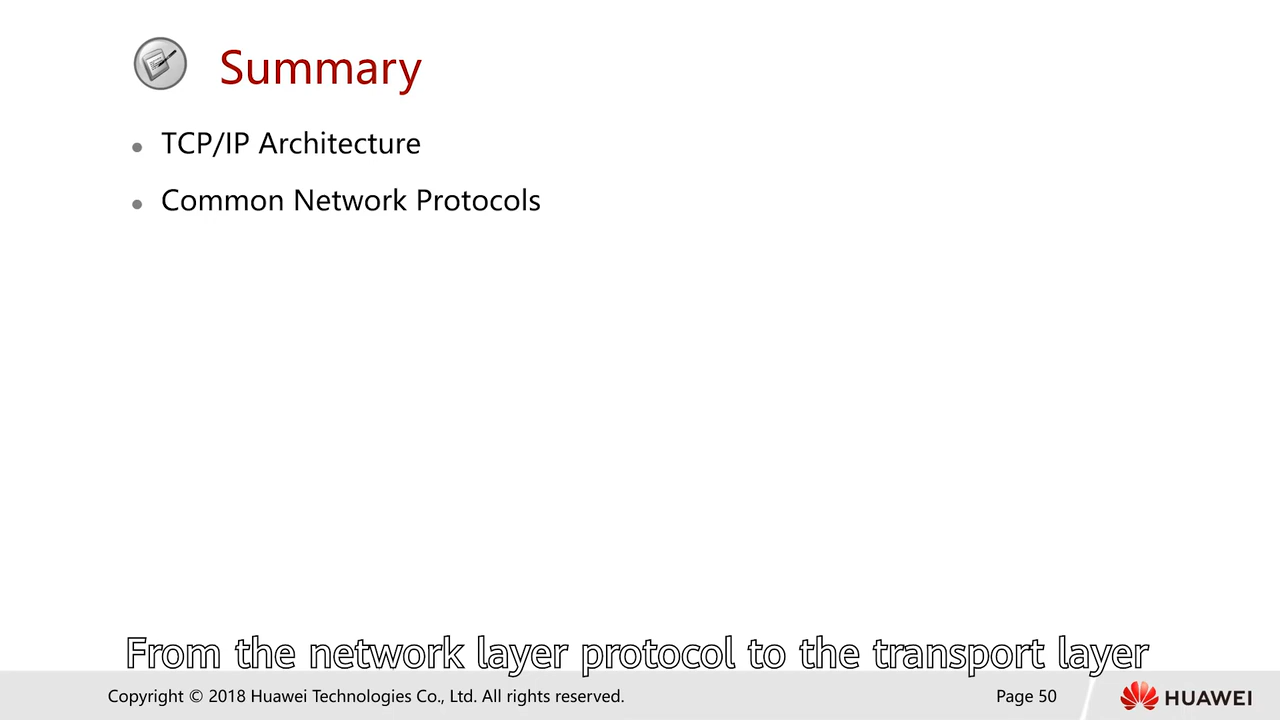 Summary
TCP/IP Architecture
Common Network Protocols
From the network layer protocol to the transport layer
Copyright © 2018 Huawei Technologies Co., Ltd. All rights reserved.
Page 50
HUAWEI